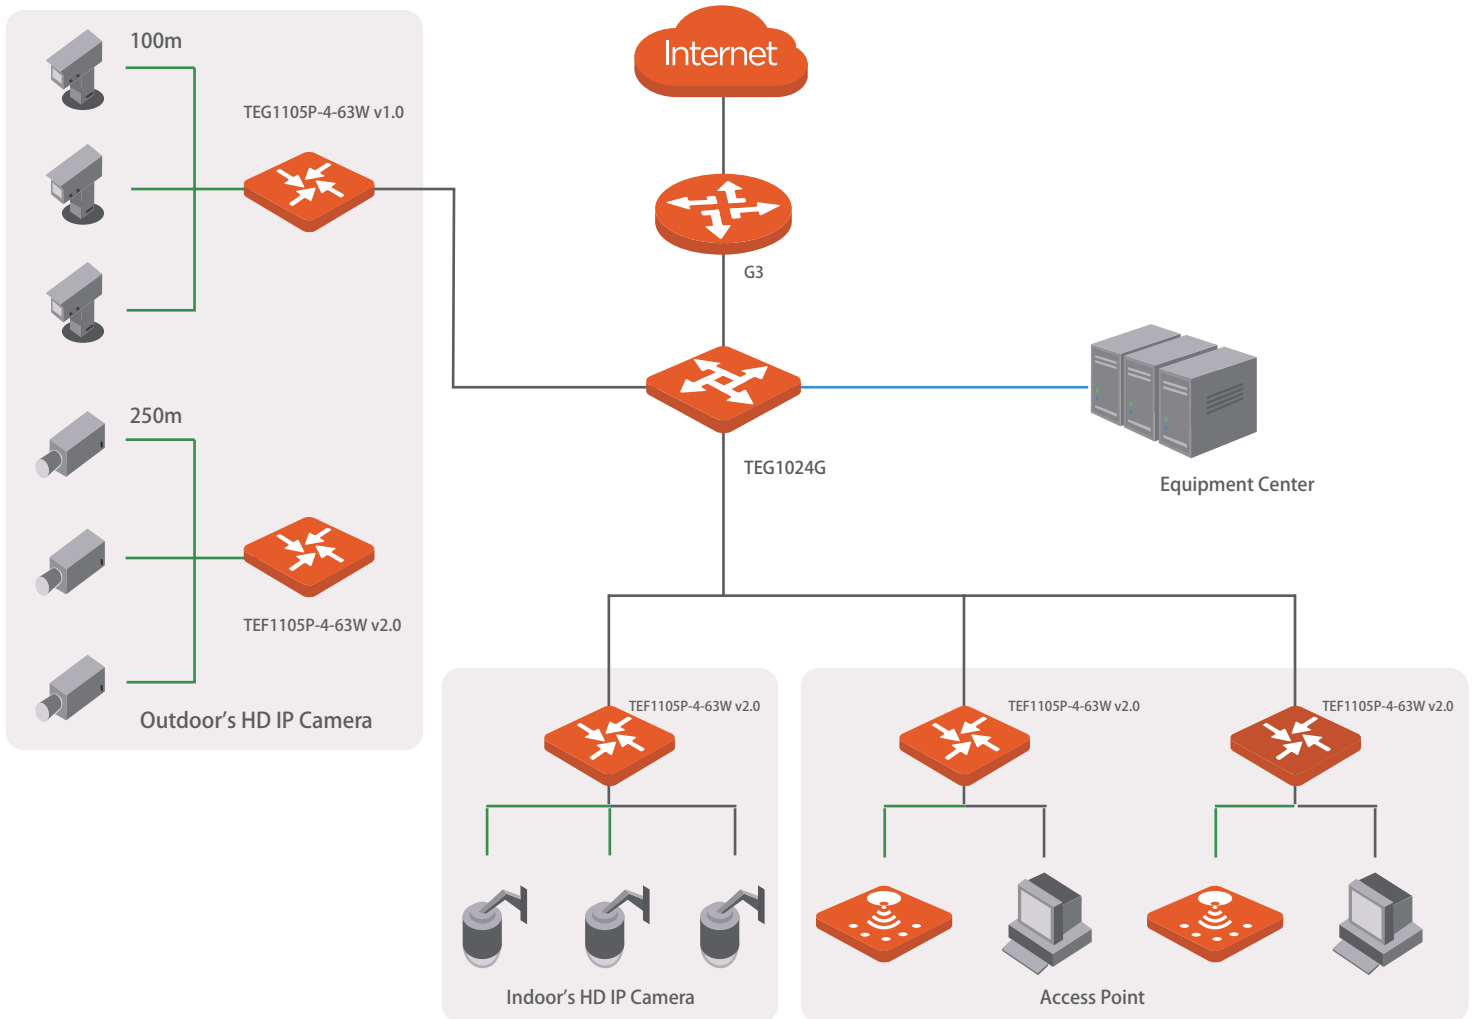 100m
TEG1105P-4-63W v1.0
250m
TEF1105P-4-63W v2.0
Outdoor’s HD IP Camera
Internet
G3
TEG1024G
Equipment Center
TEF1105P-4-63W v2.0
Indoor’s HD IP Camera
TEF1105P-4-63W v2.0
TEF1105P-4-63W v2.0
Access Point